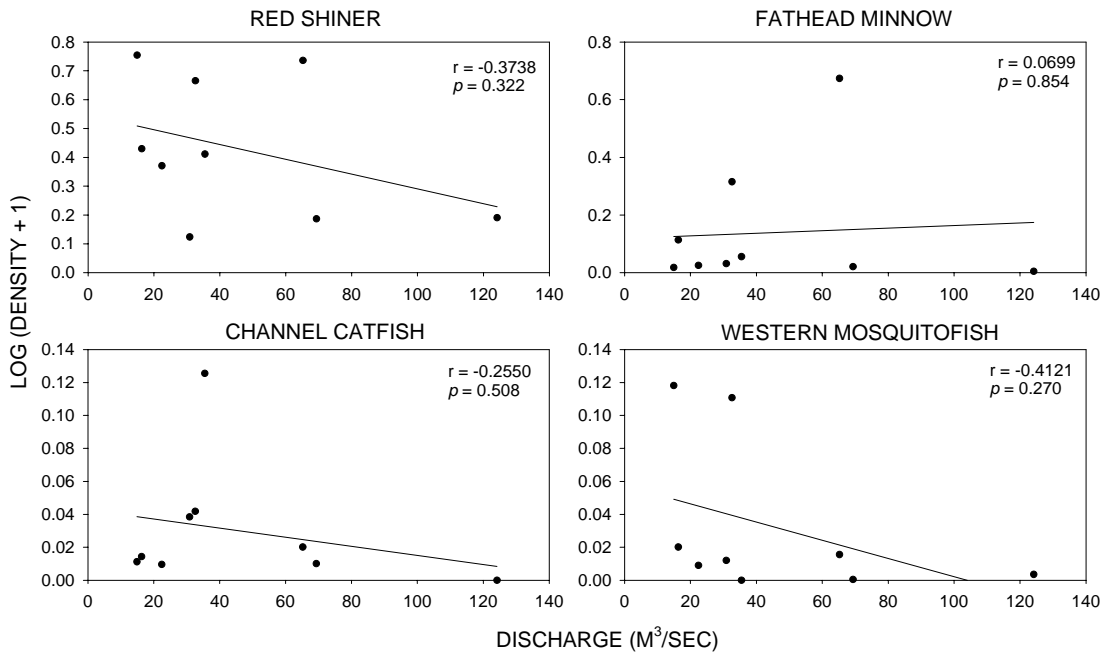 RED SHINER
FATHEAD MINNOW
0.8
0.7
0.6
0.5
0.4
0.3
0.2
0.1
0.0
r = -0.3738
p = 0.322
0 20 40 60 80 100 120 140
0.8
0.6
0.4
0.2
0.0
r = 0.0699
p = 0.854
0 20 40 60 80 100 120 140
LOG (DENSITY + 1)
CHANNEL CATFISH
WESTERN MOSQUITOFISH
0.14
0.12
0.10
0.08
0.06
0.04
0.02
0.00
r = -0.2550
p = 0.508
0 20 40 60 80 100 120 140
0.14
0.12
0.10
0.08
0.06
0.04
0.02
0.00
r = -0.4121
p = 0.270
0 20 40 60 80 100 120 140
DISCHARGE (M³/SEC)